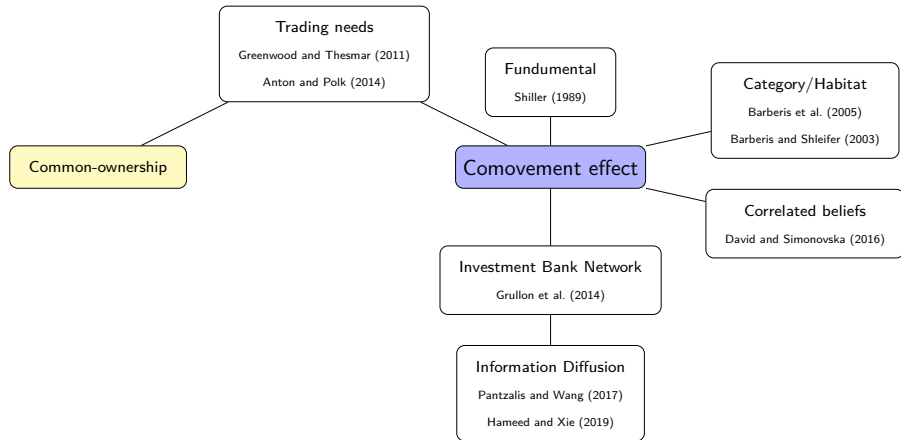 Trading needs
Greenwood and Thesmar (2011)
Anton and Polk (2014)
Fundumental
Shiller (1989)
Category/Habitat
Barberis et al. (2005)
Barberis and Shleifer (2003)
Common-ownership
Comovement effect
Correlated beliefs
David and Simonovska (2016)
Investment Bank Network
Grullon et al. (2014)
Information Diffusion
Pantzalis and Wang (2017)
Hameed and Xie (2019)